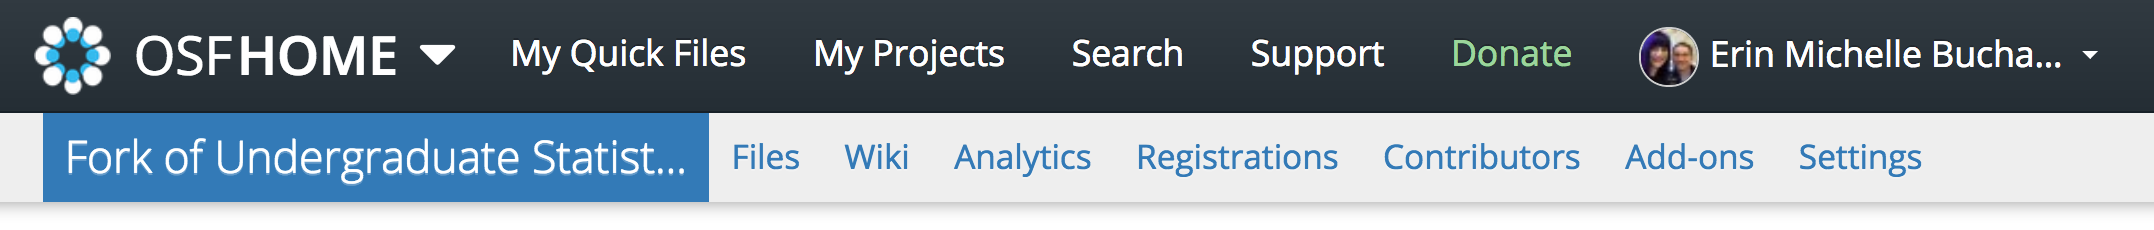 OSFHOME My Quick Files My Projects Search Support Donate Erin Michelle Bucha...
Fork of Undergraduate Statist... Files Wiki Analytics Registrations Contributors Add-ons Settings